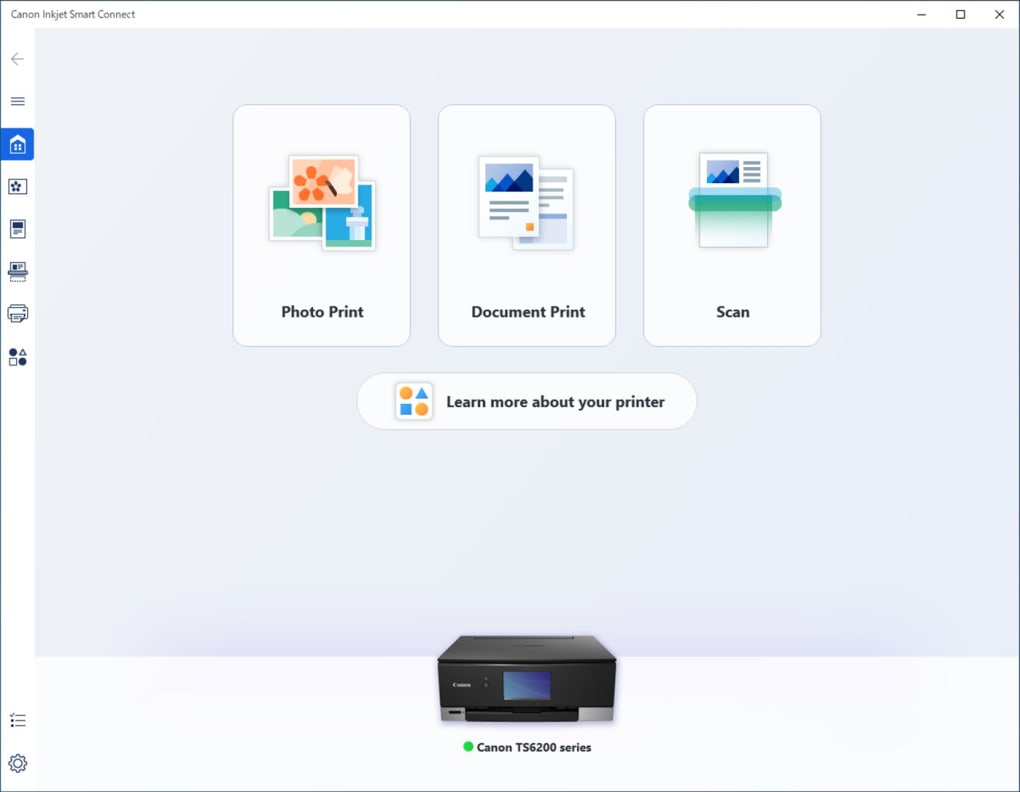 Canon Inkjet Smart Connect
Photo Print
Document Print
Scan
Learn more about your printer
Canon
Canon TS6200 series